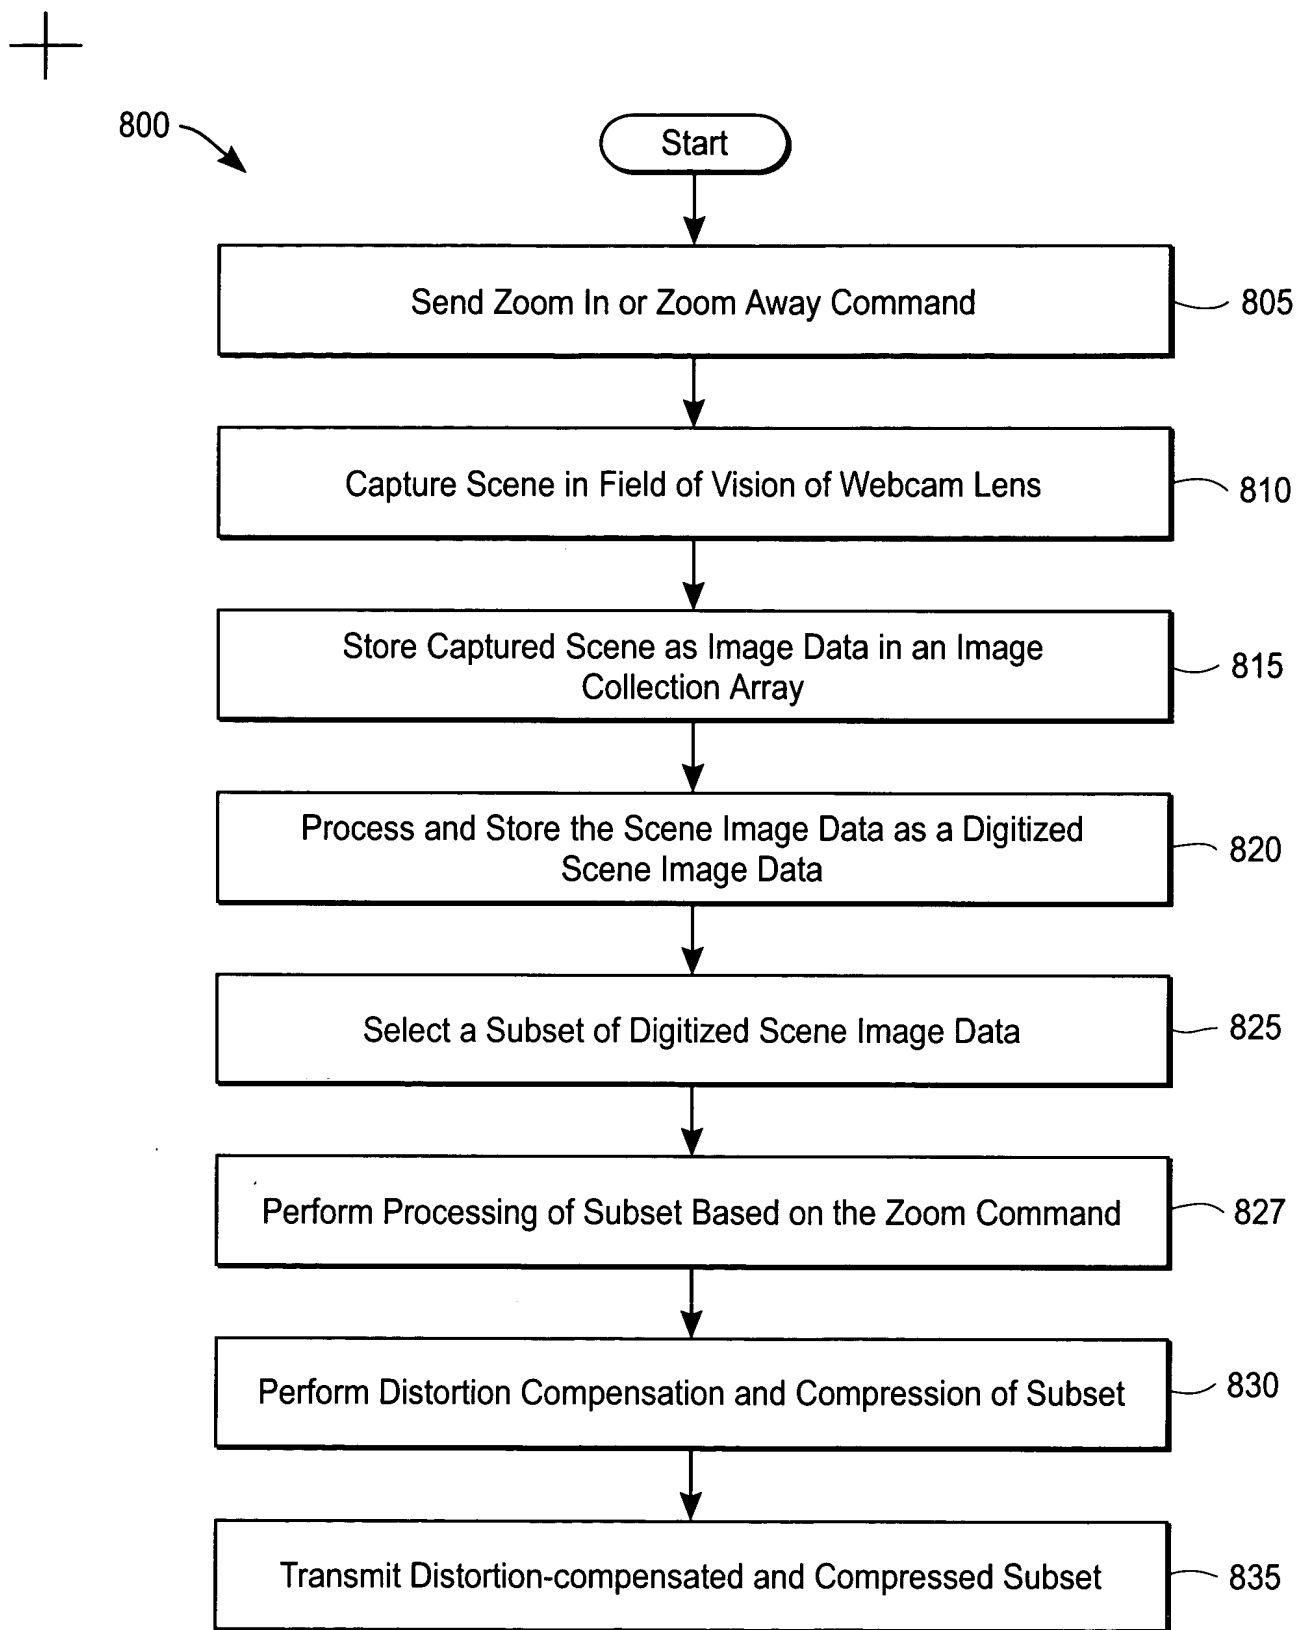 800
Start
Send Zoom In or Zoom Away Command
805
Capture Scene in Field of Vision of Webcam Lens
810
Store Captured Scene as Image Data in an Image
Collection Array
815
Process and Store the Scene Image Data as a Digitized
Scene Image Data
820
Select a Subset of Digitized Scene Image Data
825
Perform Processing of Subset Based on the Zoom Command
827
Perform Distortion Compensation and Compression of Subset
830
Transmit Distortion-compensated and Compressed Subset
835